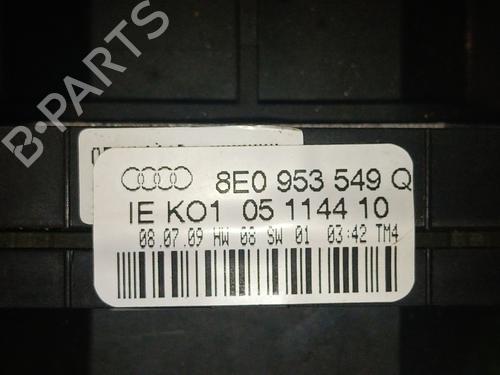 B-PARTS
8E0 953 549 Q
IE KO1 05 1144 10
08.07.09 HW 08 SW 01 03:42 TM4